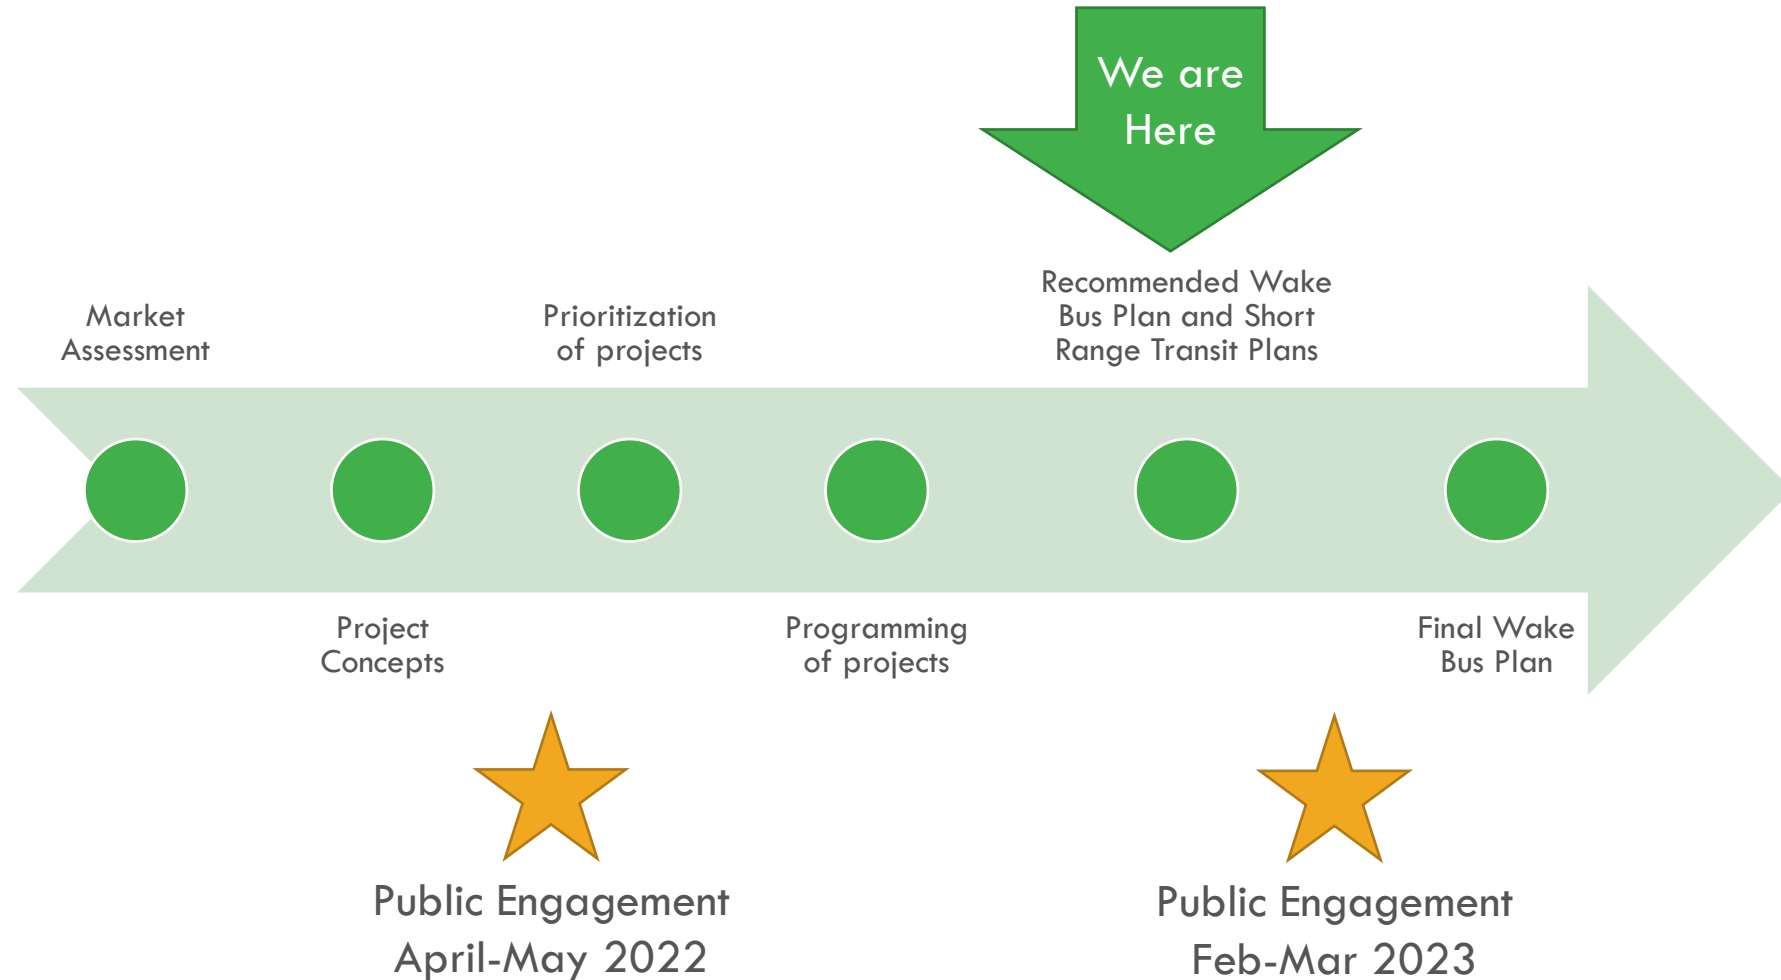 We are
Here
Market
Assessment
Prioritization
of projects
Recommended Wake
Bus Plan and Short
Range Transit Plans
Project
Concepts
Programming
of projects
Final Wake
Bus Plan
Public Engagement
April-May 2022
Public Engagement
Feb-Mar 2023